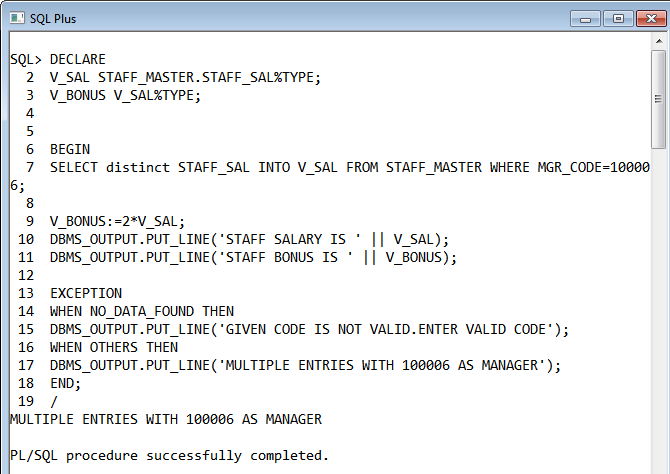 SQL Plus
SQL> DECLARE
2 V_SAL STAFF_MASTER.STAFF_SAL%TYPE;
3 V_BONUS V_SAL%TYPE;
4
5
6 BEGIN
7 SELECT distinct STAFF_SAL INTO V_SAL FROM STAFF_MASTER WHERE MGR_CODE=10000
6;
8
9 V_BONUS:=2*V_SAL;
10 DBMS_OUTPUT.PUT_LINE('STAFF SALARY IS ' || V_SAL);
11 DBMS_OUTPUT.PUT_LINE('STAFF BONUS IS ' || V_BONUS);
12
13 EXCEPTION
14 WHEN NO_DATA_FOUND THEN
15 DBMS_OUTPUT.PUT_LINE('GIVEN CODE IS NOT VALID.ENTER VALID CODE');
16 WHEN OTHERS THEN
17 DBMS_OUTPUT.PUT_LINE('MULTIPLE ENTRIES WITH 100006 AS MANAGER');
18 END;
19 /
MULTIPLE ENTRIES WITH 100006 AS MANAGER
PL/SQL procedure successfully completed.